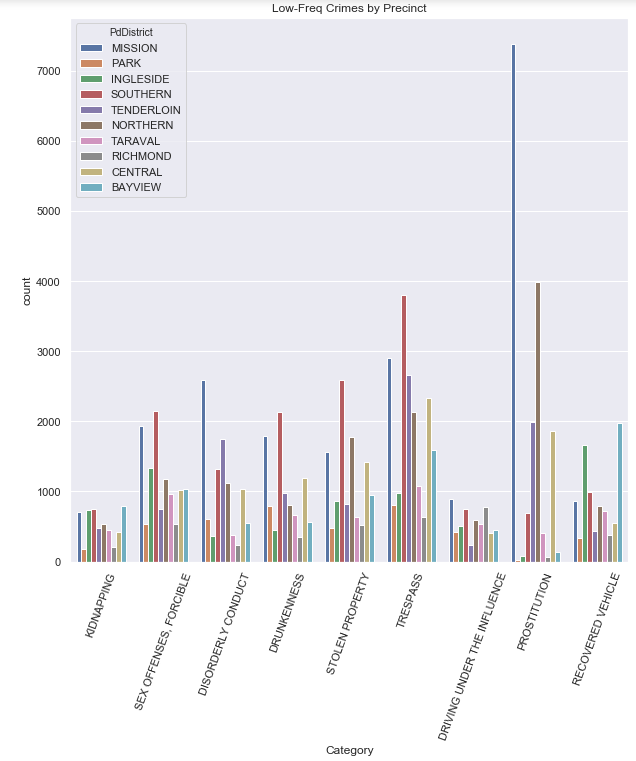 Low-Freq Crimes by Precinct
PdDistrict
MISSION
PARK
INGLESIDE
SOUTHERN
TENDERLOIN
NORTHERN
TARAVAL
RICHMOND
CENTRAL
BAYVIEW
7000
6000
5000
4000
3000
2000
1000
0
count
KIDNAPPING
SEX OFFENSES, FORCIBLE
DISORDERLY CONDUCT
DRUNKENNESS
STOLEN PROPERTY
TRESPASS
DRIVING UNDER THE INFLUENCE
PROSTITUTION
RECOVERED VEHICLE
Category